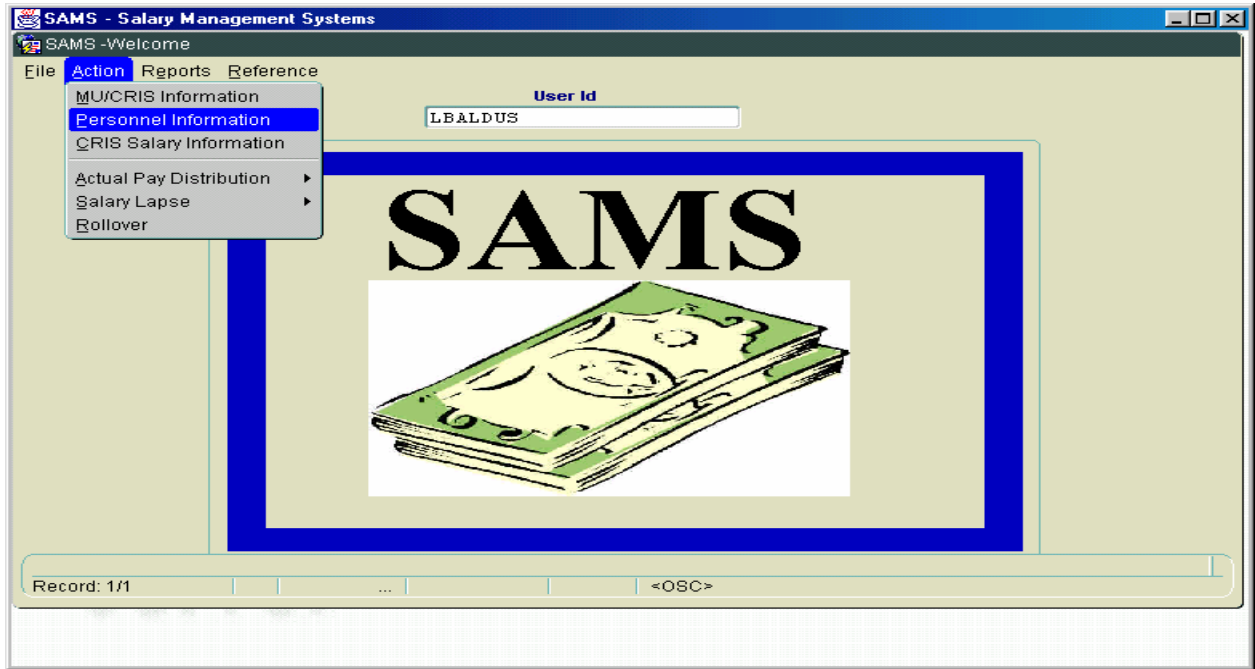 SAMS - Salary Management Systems
SAMS -Welcome
File Action Reports Reference
MU/CRIS Information
Personnel Information
CRIS Salary Information
Actual Pay Distribution
Salary Lapse
Rollover
User Id
LBALDUS
SAMS
Record: 1/1 ... <OSC>